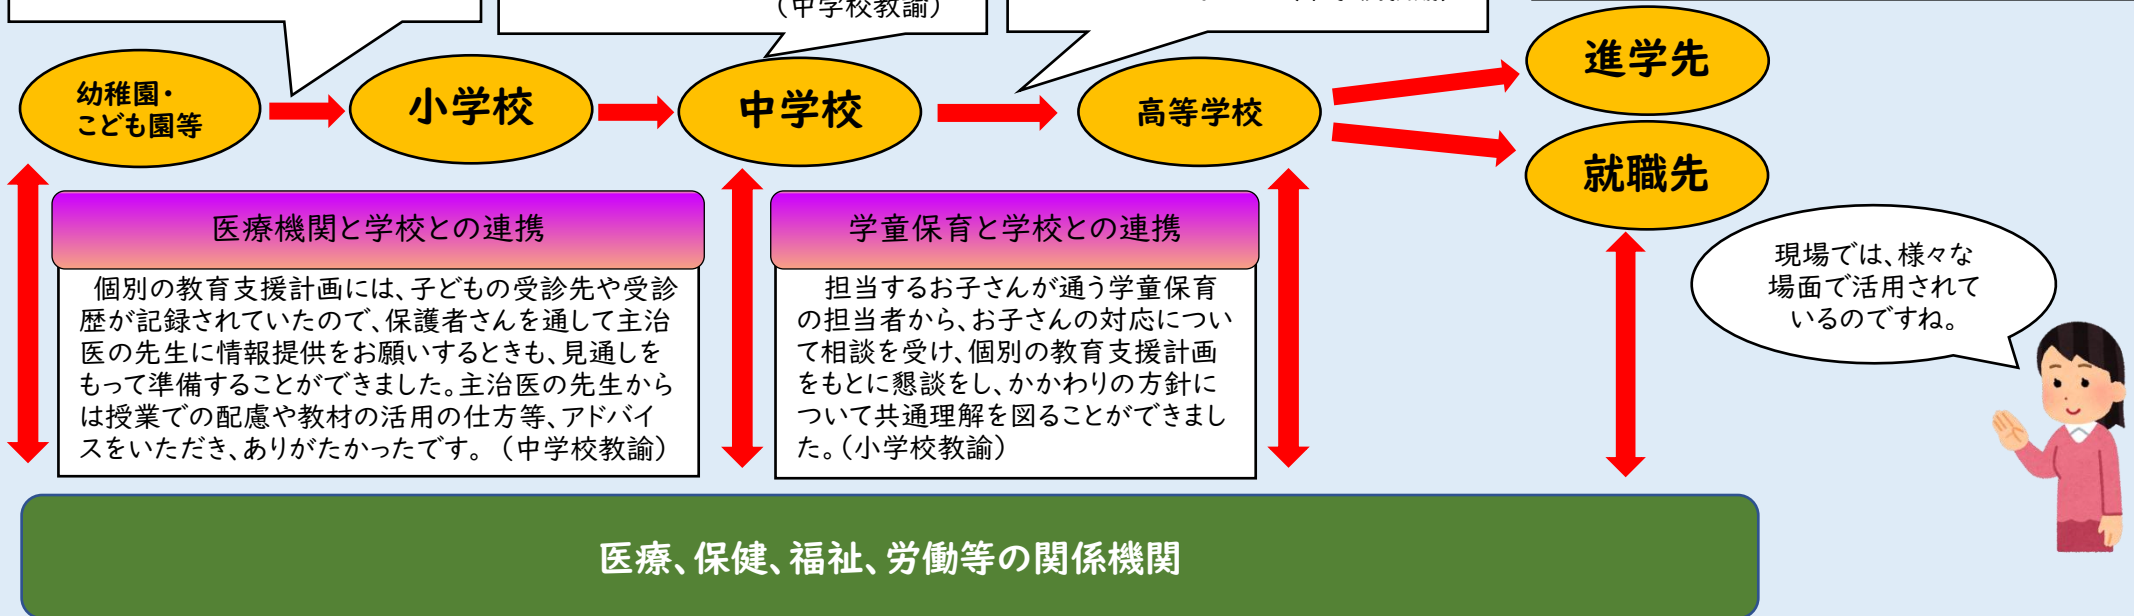 (中学校教諭)
幼稚園・
こども園等
小学校
中学校
高等学校
進学先
就職先
医療機関と学校との連携
個別の教育支援計画には、子どもの受診先や受診
歴が記録されていたので、保護者さんを通して主治
医の先生に情報提供をお願いするときも、見通しを
もって準備することができました。主治医の先生から
は授業での配慮や教材の活用の仕方等、アドバイ
スをいただき、ありがたかったです。(中学校教諭)
学童保育と学校との連携
担当するお子さんが通う学童保育
の担当者から、お子さんの対応につい
て相談を受け、個別の教育支援計画
をもとに懇談をし、かかわりの方針に
ついて共通理解を図ることができまし
た。(小学校教諭)
現場では、様々な
場面で活用されて
いるのですね。
医療、保健、福祉、労働等の関係機関